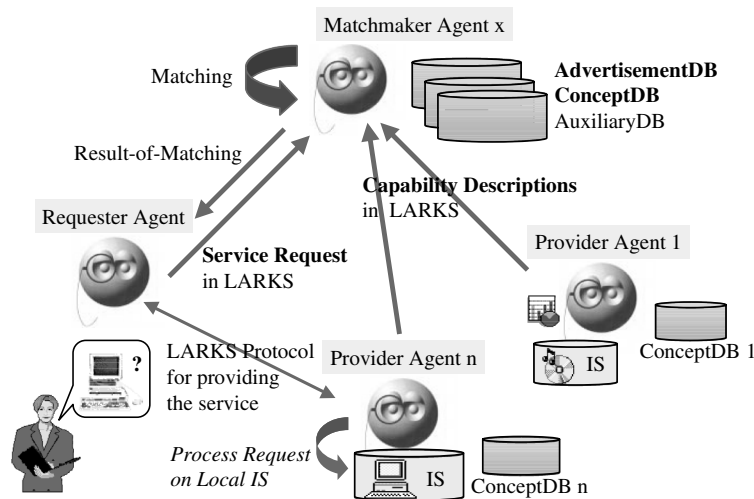 Matchmaker Agent x
Matching
AdvertisementDB
ConceptDB
AuxiliaryDB
Result-of-Matching
Capability Descriptions
in LARKS
Requester Agent
Service Request
in LARKS
Provider Agent 1
IS
ConceptDB 1
?
LARKS Protocol
for providing
the service
Provider Agent n
Process Request
on Local IS
IS
ConceptDB n